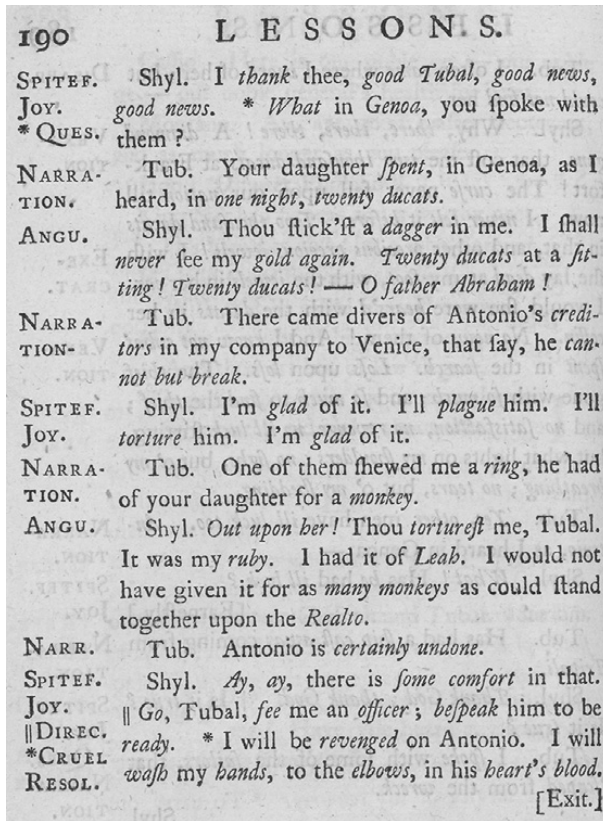 190 LESSONS.
SPITEF. Shyl. I thank thee, good Tubal, good news,
JOY. good news. * What in Genoa, you ſpoke with
* QUES. them ?
NARRA- Tub. Your daughter ſpent, in Genoa, as I
TION. heard, in one night, twenty ducats.
ANGU. Shyl. Thou ſtick'ſt a dagger in me. I ſhall
never ſee my gold again. Twenty ducats at a ſit-
ting ! Twenty ducats ! — O father Abraham !
NARRA- Tub. There came divers of Antonio's credi-
TION- tors in my company to Venice, that ſay, he can-
not but break.
SPITEF. Shyl. I'm glad of it. I'll plague him. I'll
JOY. torture him. I'm glad of it.
NARRA- Tub. One of them ſhewed me a ring, he had
TION. of your daughter for a monkey.
ANGU. Shyl. Out upon her! Thou tortureſt me, Tubal.
It was my ruby. I had it of Leah. I would not
have given it for as many monkeys as could ſtand
together upon the Realto.
NARR. Tub. Antonio is certainly undone.
SPITEF. Shyl. Ay, ay, there is ſome comfort in that.
JOY. || Go, Tubal, fee me an officer ; beſpeak him to be
||DIREC. ready. * I will be revenged on Antonio. I will
*CRUEL waſh my hands, to the elbows, in his heart's blood.
RESOL. [Exit.]